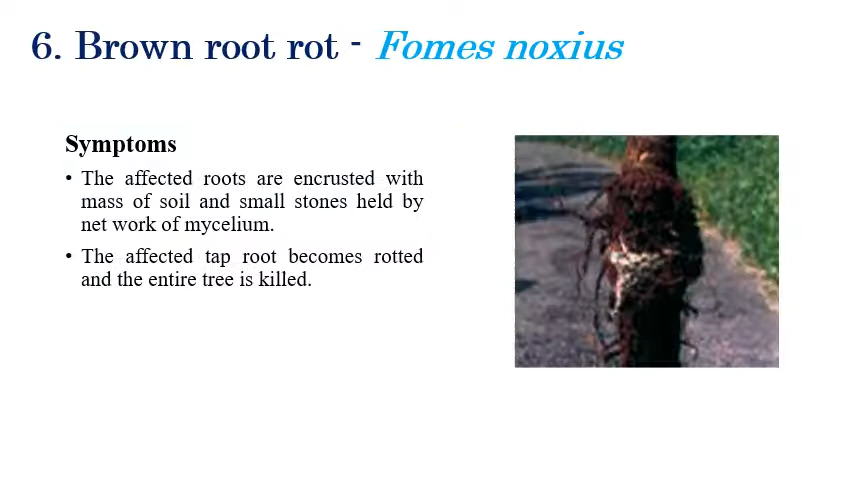 6. Brown root rot - Fomes noxius
Symptoms
• The affected roots are encrusted with
mass of soil and small stones held by
net work of mycelium.
• The affected tap root becomes rotted
and the entire tree is killed.